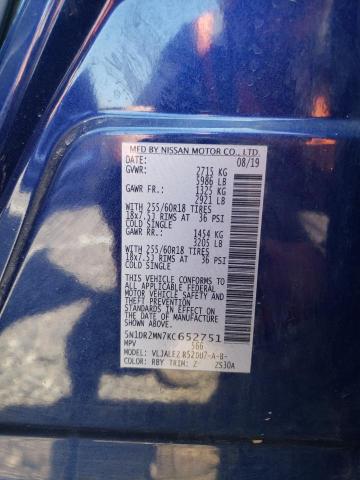 MFD BY NISSAN MOTOR CO., LTD.
DATE: 08/19
GVWR: 2715 KG
5986 LB
GAWR FR.: 1325 KG
2921 LB
WITH 255/60R18 TIRES
18x7.5J RIMS AT 36 PSI
COLD SINGLE
GAWR RR.: 1454 KG
3205 LB
WITH 255/60R18 TIRES
18x7.5J RIMS AT 36 PSI
COLD SINGLE
THIS VEHICLE CONFORMS TO
ALL APPLICABLE FEDERAL
MOTOR VEHICLE SAFETY AND
THEFT PREVENTION STANDARDS
IN EFFECT ON THE DATE OF
MANUFACTURE SHOWN ABOVE.
5N1DR2MN7KC652751
MPV 566
MODEL: VLJALEZ R52UU7-A-B-
COLOR: RBY TRIM: Z 2S30A